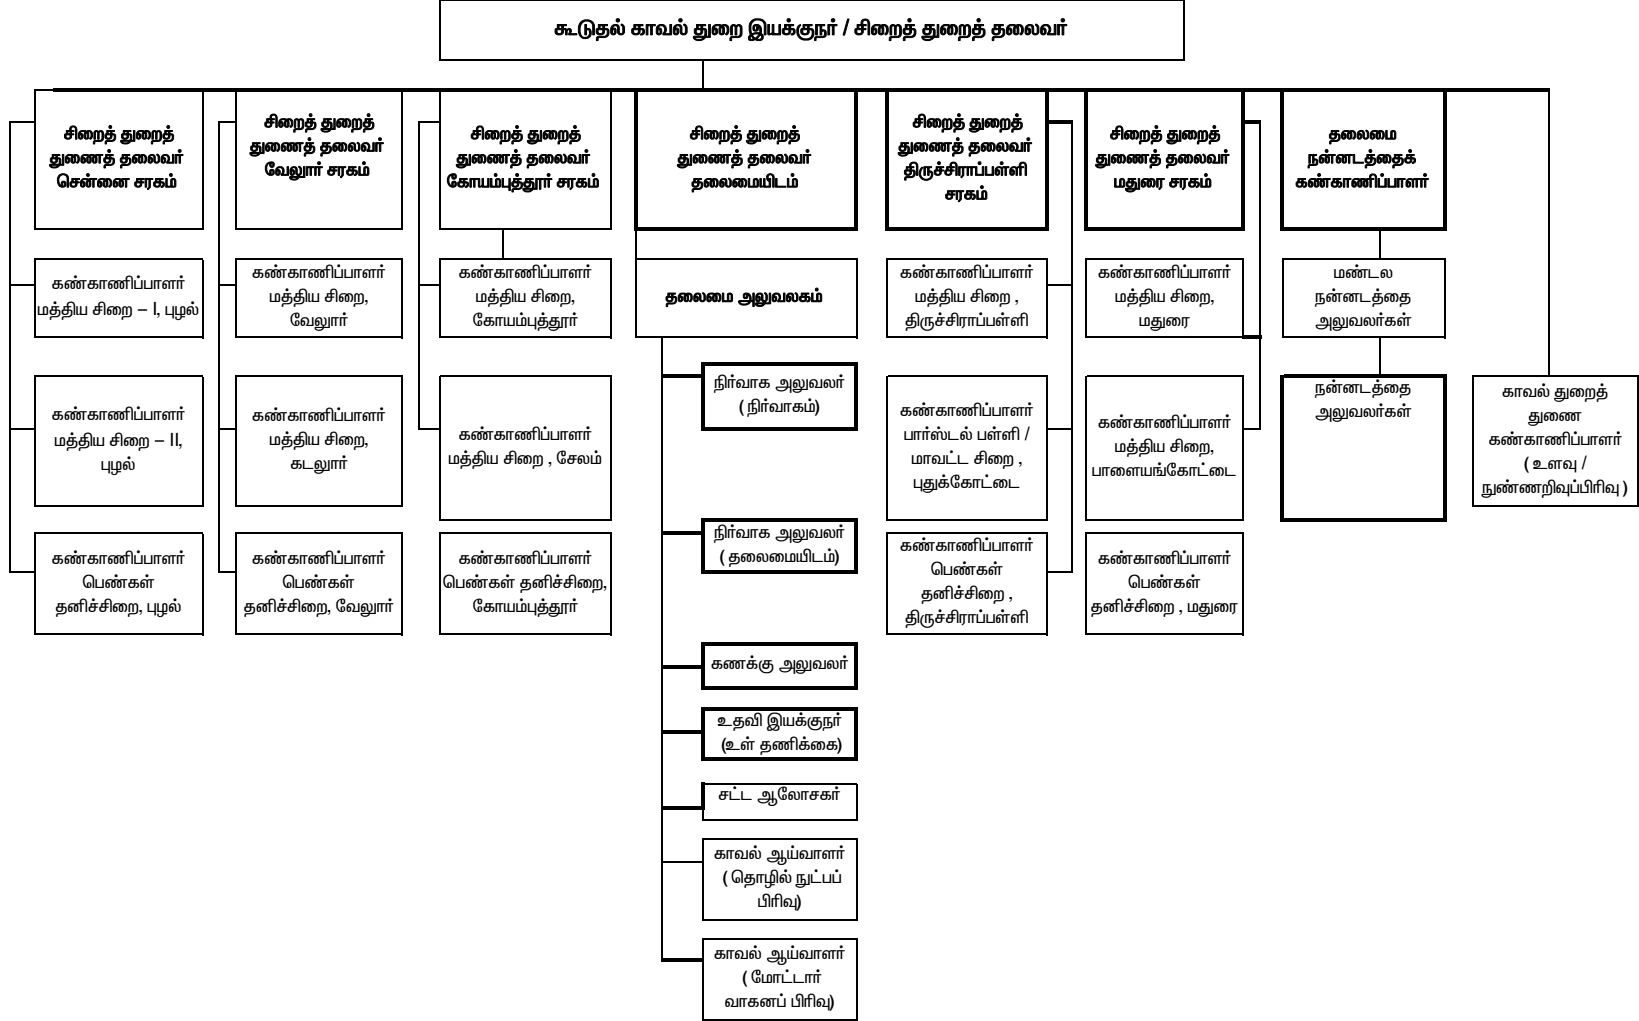 கூடுதல் காவல் துறை இயக்குநர் / சிறைத் துறைத் தலைவர்
சிறைத் துறைத்
துணைத் தலைவர்
சென்னை சரகம்
சிறைத் துறைத்
துணைத் தலைவர்
வேலூர் சரகம்
சிறைத் துறைத்
துணைத் தலைவர்
கோயம்புத்தூர் சரகம்
சிறைத் துறைத்
துணைத் தலைவர்
தலைமையிடம்
சிறைத் துறைத்
துணைத் தலைவர்
திருச்சிராப்பள்ளி
சரகம்
சிறைத் துறைத்
துணைத் தலைவர்
மதுரை சரகம்
தலைமை
நன்னடத்தைக்
கண்காணிப்பாளர்
கண்காணிப்பாளர்
மத்திய சிறை – I, புழல்
கண்காணிப்பாளர்
மத்திய சிறை,
வேலூர்
கண்காணிப்பாளர்
மத்திய சிறை,
கோயம்புத்தூர்
தலைமை அலுவலகம்
கண்காணிப்பாளர்
மத்திய சிறை ,
திருச்சிராப்பள்ளி
கண்காணிப்பாளர்
மத்திய சிறை,
மதுரை
மண்டல
நன்னடத்தை
அலுவலர்கள்
கண்காணிப்பாளர்
மத்திய சிறை – II,
புழல்
கண்காணிப்பாளர்
மத்திய சிறை,
கடலூர்
கண்காணிப்பாளர்
மத்திய சிறை , சேலம்
நிர்வாக அலுவலர்
( நிர்வாகம்)
கண்காணிப்பாளர்
பார்ஸ்டல் பள்ளி /
மாவட்ட சிறை ,
புதுக்கோட்டை
கண்காணிப்பாளர்
மத்திய சிறை,
பாளையங்கோட்டை
நன்னடத்தை
அலுவலர்கள்
காவல் துறைத்
துணை
கண்காணிப்பாளர்
( உளவு /
நுண்ணறிவுப்பிரிவு )
கண்காணிப்பாளர்
பெண்கள்
தனிச்சிறை, புழல்
கண்காணிப்பாளர்
பெண்கள்
தனிச்சிறை, வேலூர்
கண்காணிப்பாளர்
பெண்கள் தனிச்சிறை,
கோயம்புத்தூர்
நிர்வாக அலுவலர்
( தலைமையிடம்)
கண்காணிப்பாளர்
பெண்கள்
தனிச்சிறை ,
திருச்சிராப்பள்ளி
கண்காணிப்பாளர்
பெண்கள்
தனிச்சிறை , மதுரை
கணக்கு அலுவலர்
உதவி இயக்குநர்
(உள் தணிக்கை)
சட்ட ஆலோசகர்
காவல் ஆய்வாளர்
( தொழில் நுட்பப்
பிரிவு)
காவல் ஆய்வாளர்
( மோட்டார்
வாகனப் பிரிவு)